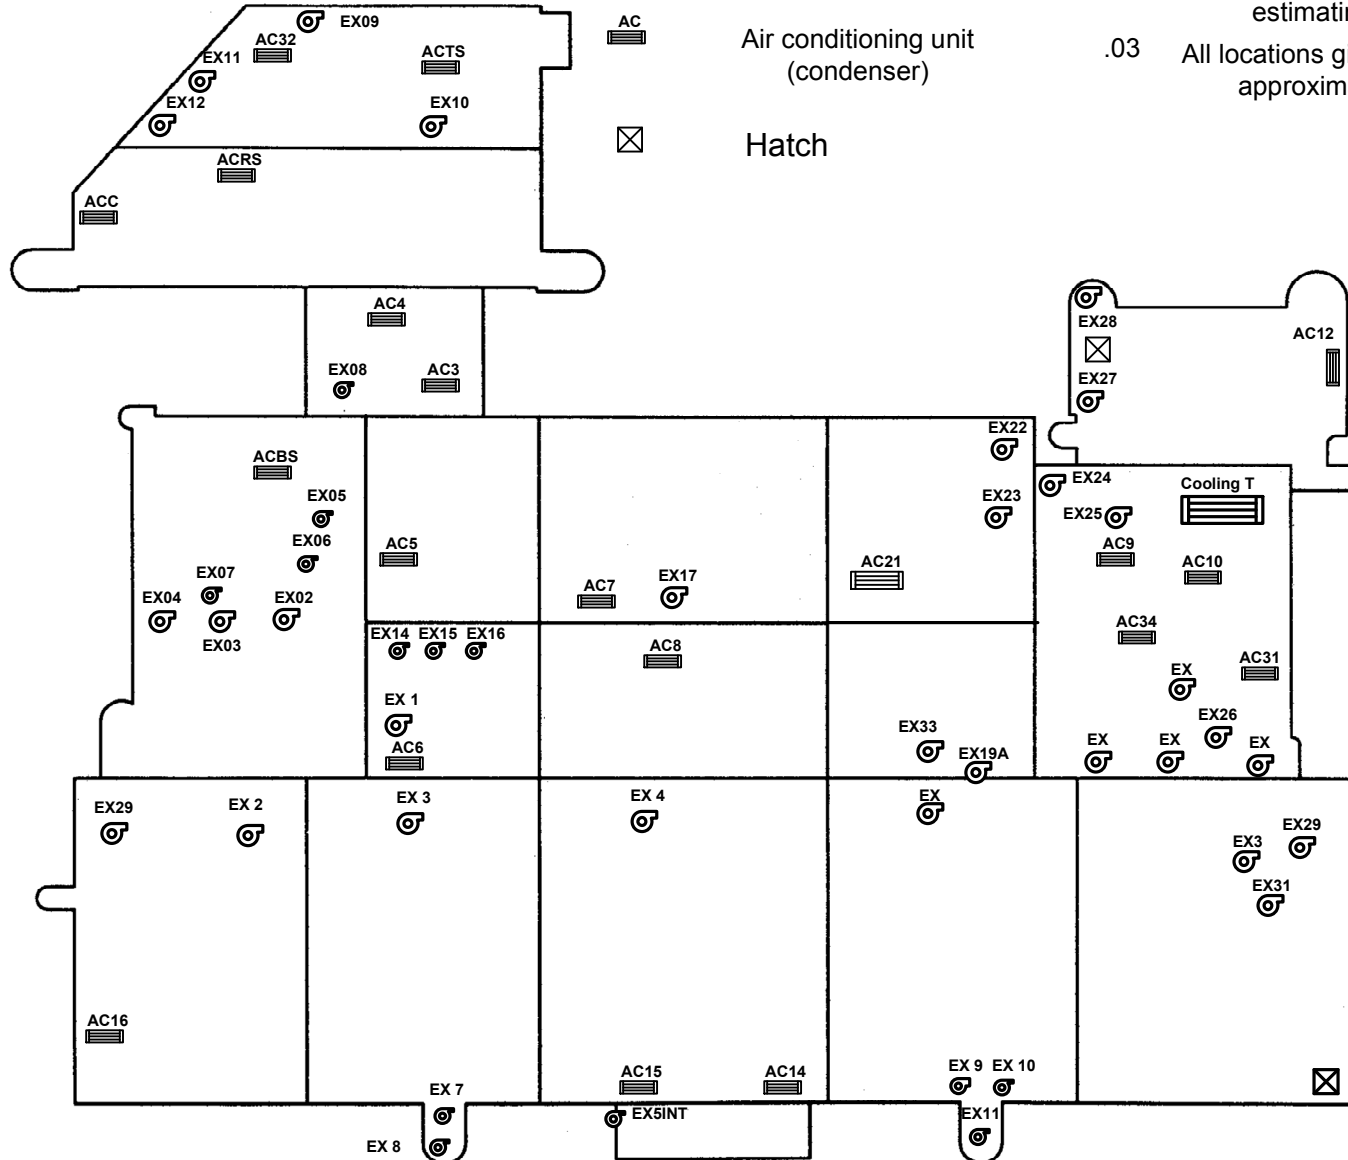 estimatin
.03 All locations gi
approxim
AC
Air conditioning unit
(condenser)
Hatch
EX09
AC32
ACTS
EX11
EX12
EX10
ACRS
ACC
AC4
EX08
AC3
EX28
AC12
EX27
EX22
ACBS
EX24
Cooling T
EX05
EX23
EX25
EX06
AC5
AC9
AC10
EX07
AC7
EX17
AC21
EX04
EX02
EX03
EX14
EX15
EX16
AC8
AC34
AC31
EX
EX 1
EX33
EX26
AC6
EX19A
EX
EX
EX
EX29
EX 2
EX 3
EX 4
EX
EX29
EX3
EX31
AC16
AC15
AC14
EX 9
EX 10
EX 7
EX5INT
EX11
EX 8